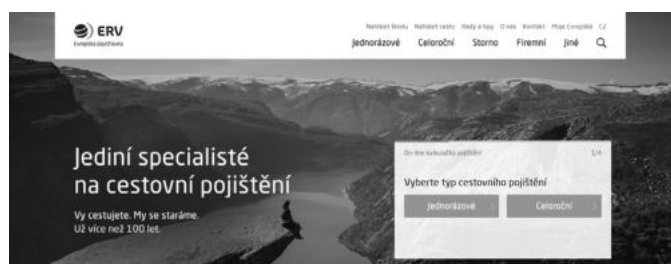 ERV
Evropská pojišťovna
Nahlásit škodu Nahlásit cestu Rady a tipy O nás Kontakt Moje Evropská CZ
Jednorázové Celoroční Storno Firemní Jiné
Jediní specialisté
na cestovní pojištění
Vy cestujete. My se staráme.
Už více než 100 let.
On-line kalkulačka pojištění 1/4
Vyberte typ cestovního pojištění
Jednorázové Celoroční